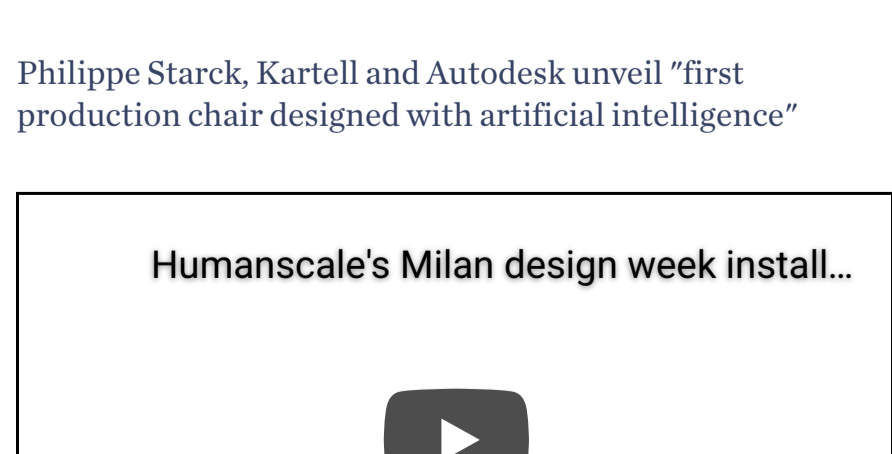 Philippe Starck, Kartell and Autodesk unveil "first
production chair designed with artificial intelligence"
Humanscale's Milan design week install...